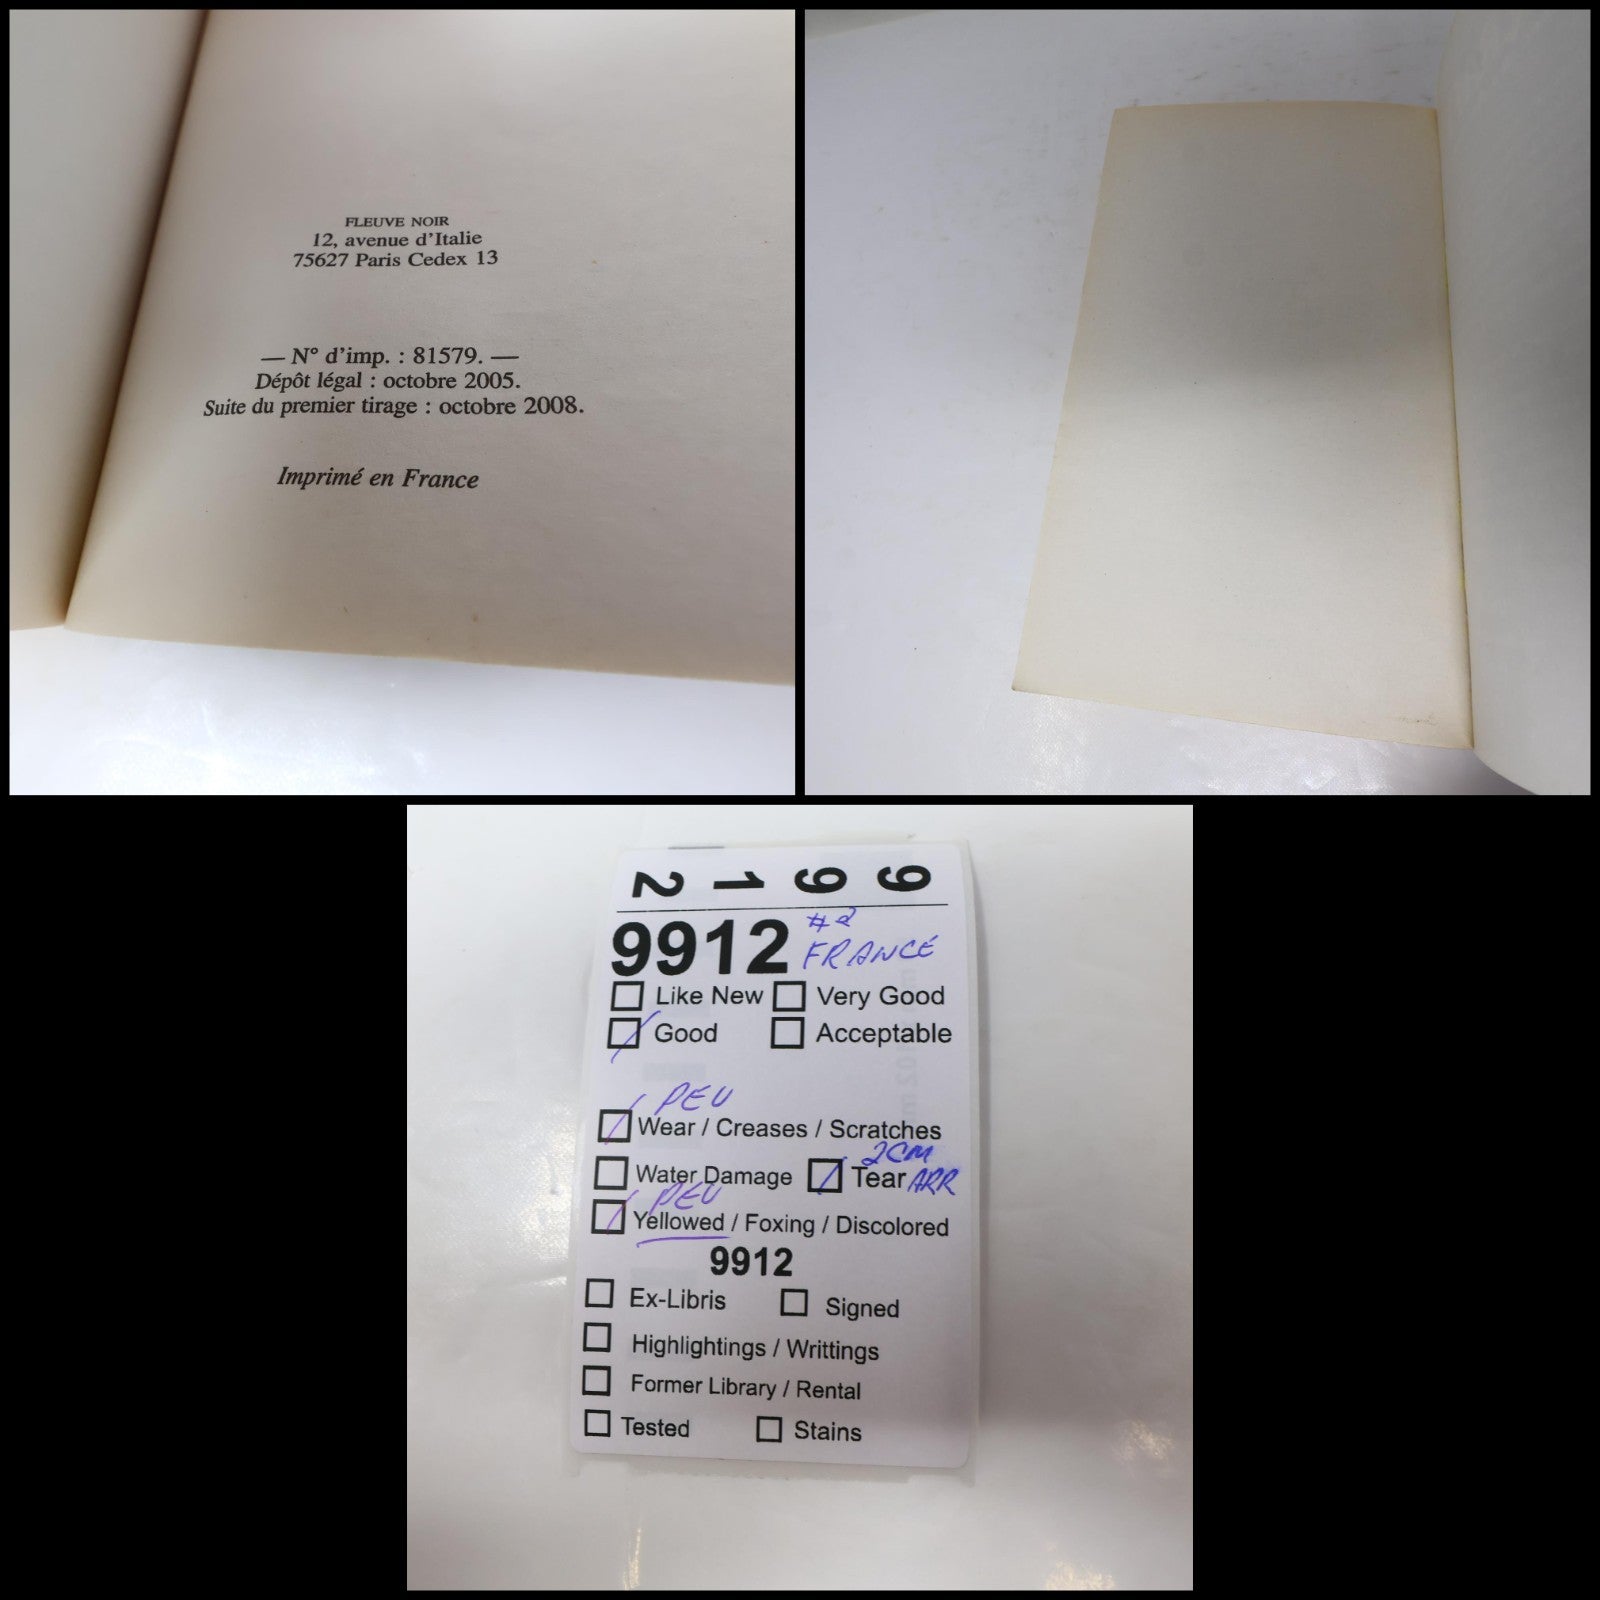 FLEUVE NOIR
12, avenue d'Italie
75627 Paris Cedex 13
— N° d'imp. : 81579. —
Dépôt légal : octobre 2005.
Suite du premier tirage : octobre 2008.
Imprimé en France
2 1 9 9
9912 #2
FRANCE
Like New Very Good
Good Acceptable
PEU
Wear / Creases / Scratches
2CM
Water Damage Tear ARR
PEU
Yellowed / Foxing / Discolored
9912
Ex-Libris Signed
Highlightings / Writtings
Former Library / Rental
Tested Stains